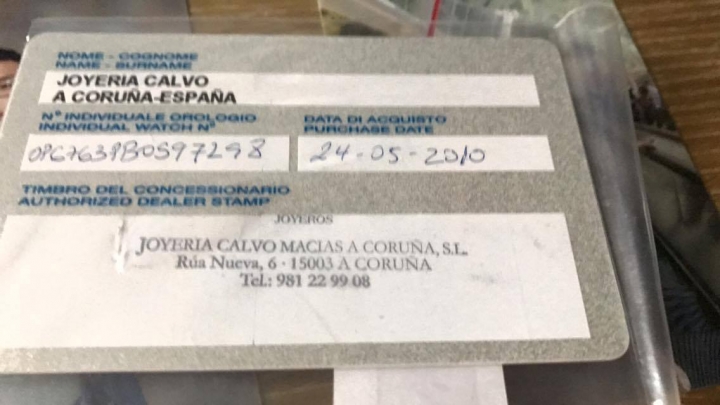 NOME - COGNOME
NAME - SURNAME
JOYERIA CALVO
A CORUÑA-ESPAÑA
N° INDIVIDUALE OROLOGIO
INDIVIDUAL WATCH N°
DATA DI ACQUISTO
PURCHASE DATE
24-05-2010
TIMBRO DEL CONCESSIONARIO
AUTHORIZED DEALER STAMP
JOYEROS
JOYERIA CALVO MACIAS A CORUÑA, S.L.
Rúa Nueva, 6 · 15003 A CORUÑA
Tel.: 981 22 99 08